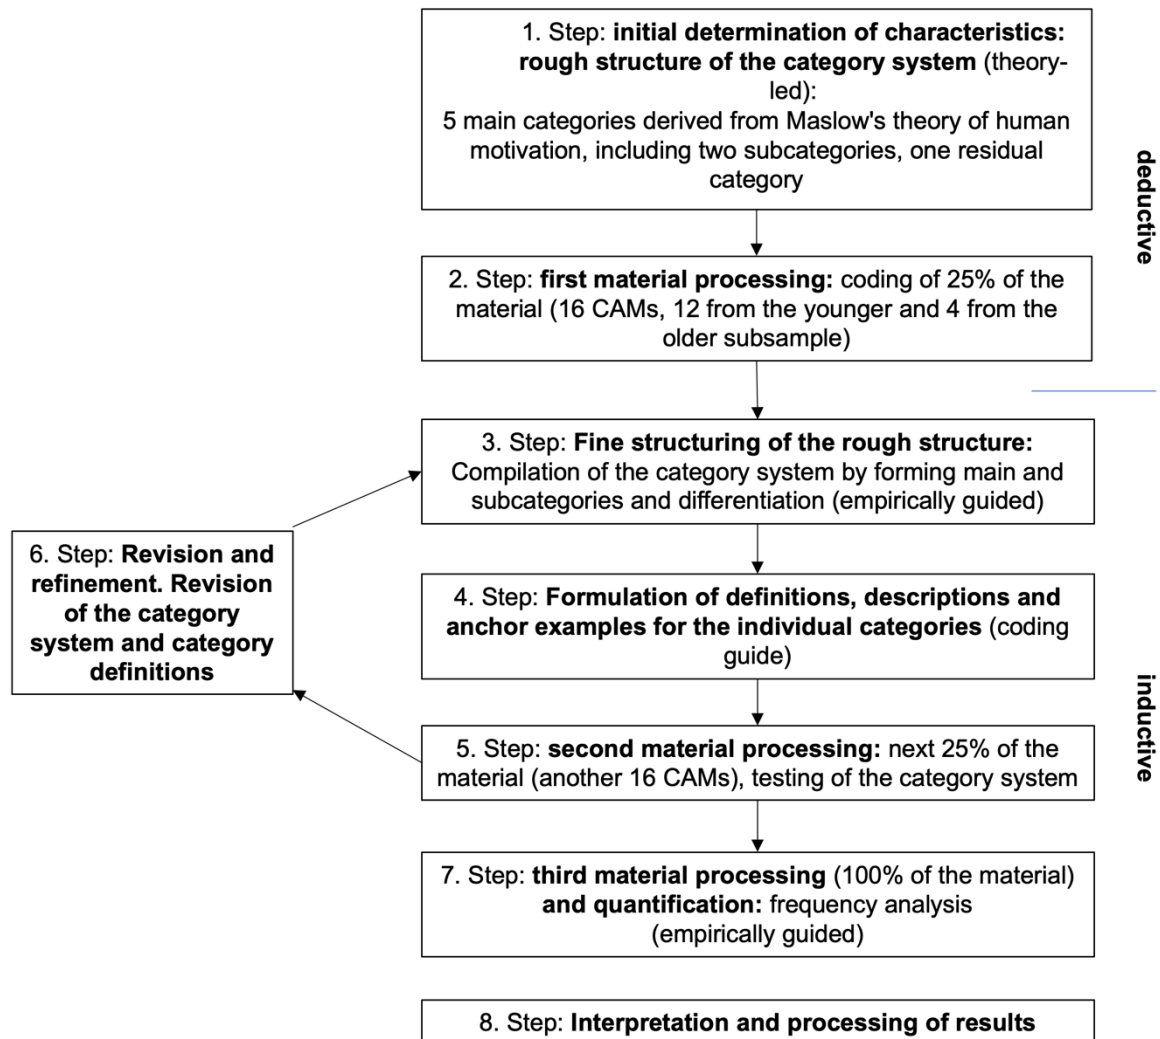 1. Step: initial determination of characteristics:
rough structure of the category system (theory-
led):
5 main categories derived from Maslow's theory of human
motivation, including two subcategories, one residual
category
deductive
2. Step: first material processing: coding of 25% of the
material (16 CAMs, 12 from the younger and 4 from the
older subsample)
3. Step: Fine structuring of the rough structure:
Compilation of the category system by forming main and
subcategories and differentiation (empirically guided)
6. Step: Revision and
refinement. Revision
of the category
system and category
definitions
4. Step: Formulation of definitions, descriptions and
anchor examples for the individual categories (coding
guide)
inductive
5. Step: second material processing: next 25% of the
material (another 16 CAMs), testing of the category system
7. Step: third material processing (100% of the material)
and quantification: frequency analysis
(empirically guided)
8. Step: Interpretation and processing of results